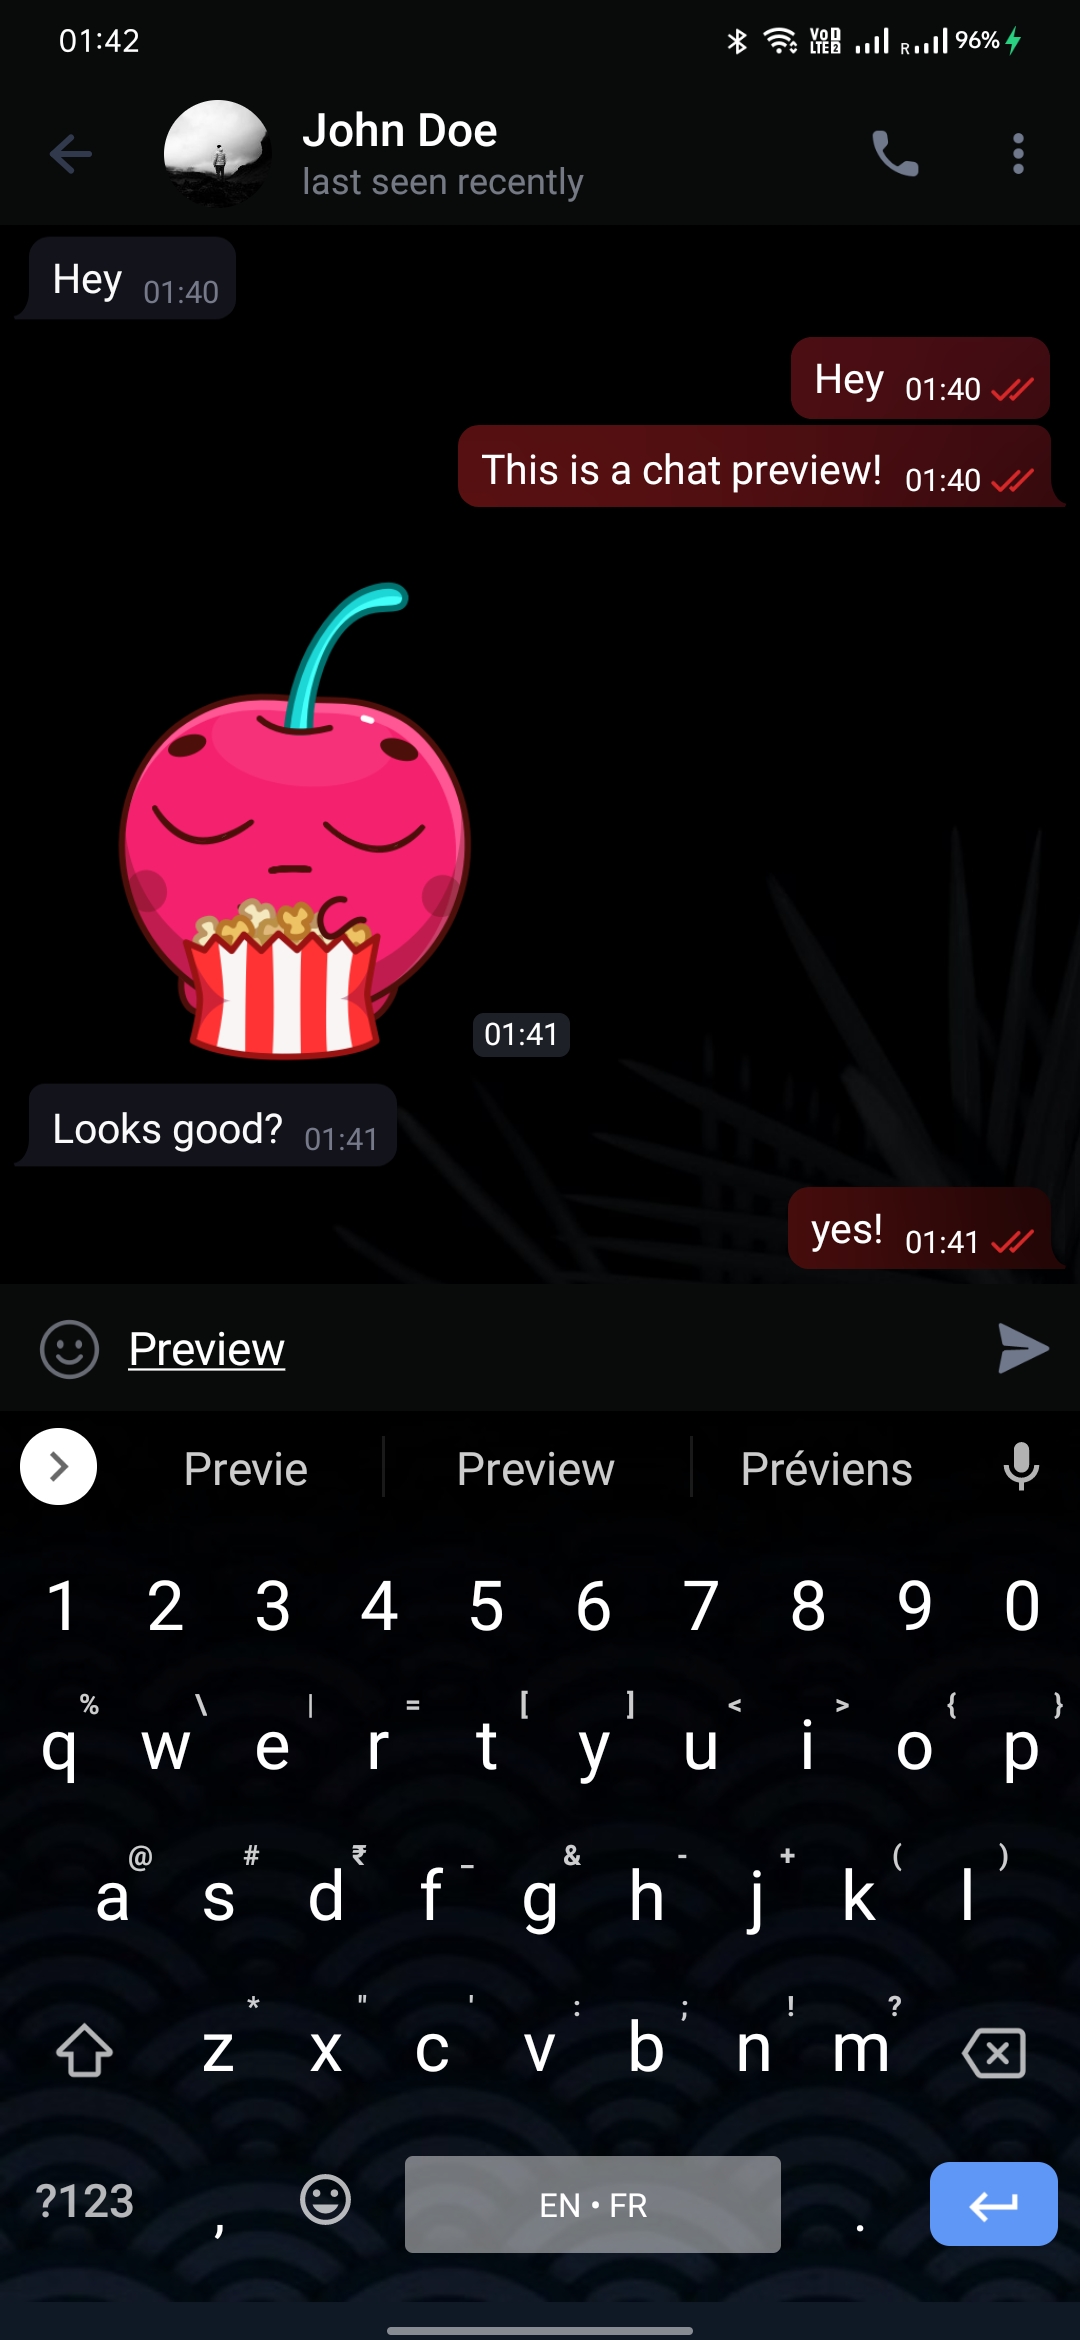 01:42
VoD LTE2 R 96%
John Doe
last seen recently
Hey 01:40
Hey 01:40
This is a chat preview! 01:40
01:41
Looks good? 01:41
yes! 01:41
Preview
Previe Preview Préviens
1 2 3 4 5 6 7 8 9 0
% \ | = [ ] < > { }
q w e r t y u i o p
@ # ₹ _ & - + ( )
a s d f g h j k l
* " ' : ; ! ?
z x c v b n m
?123 , EN • FR .